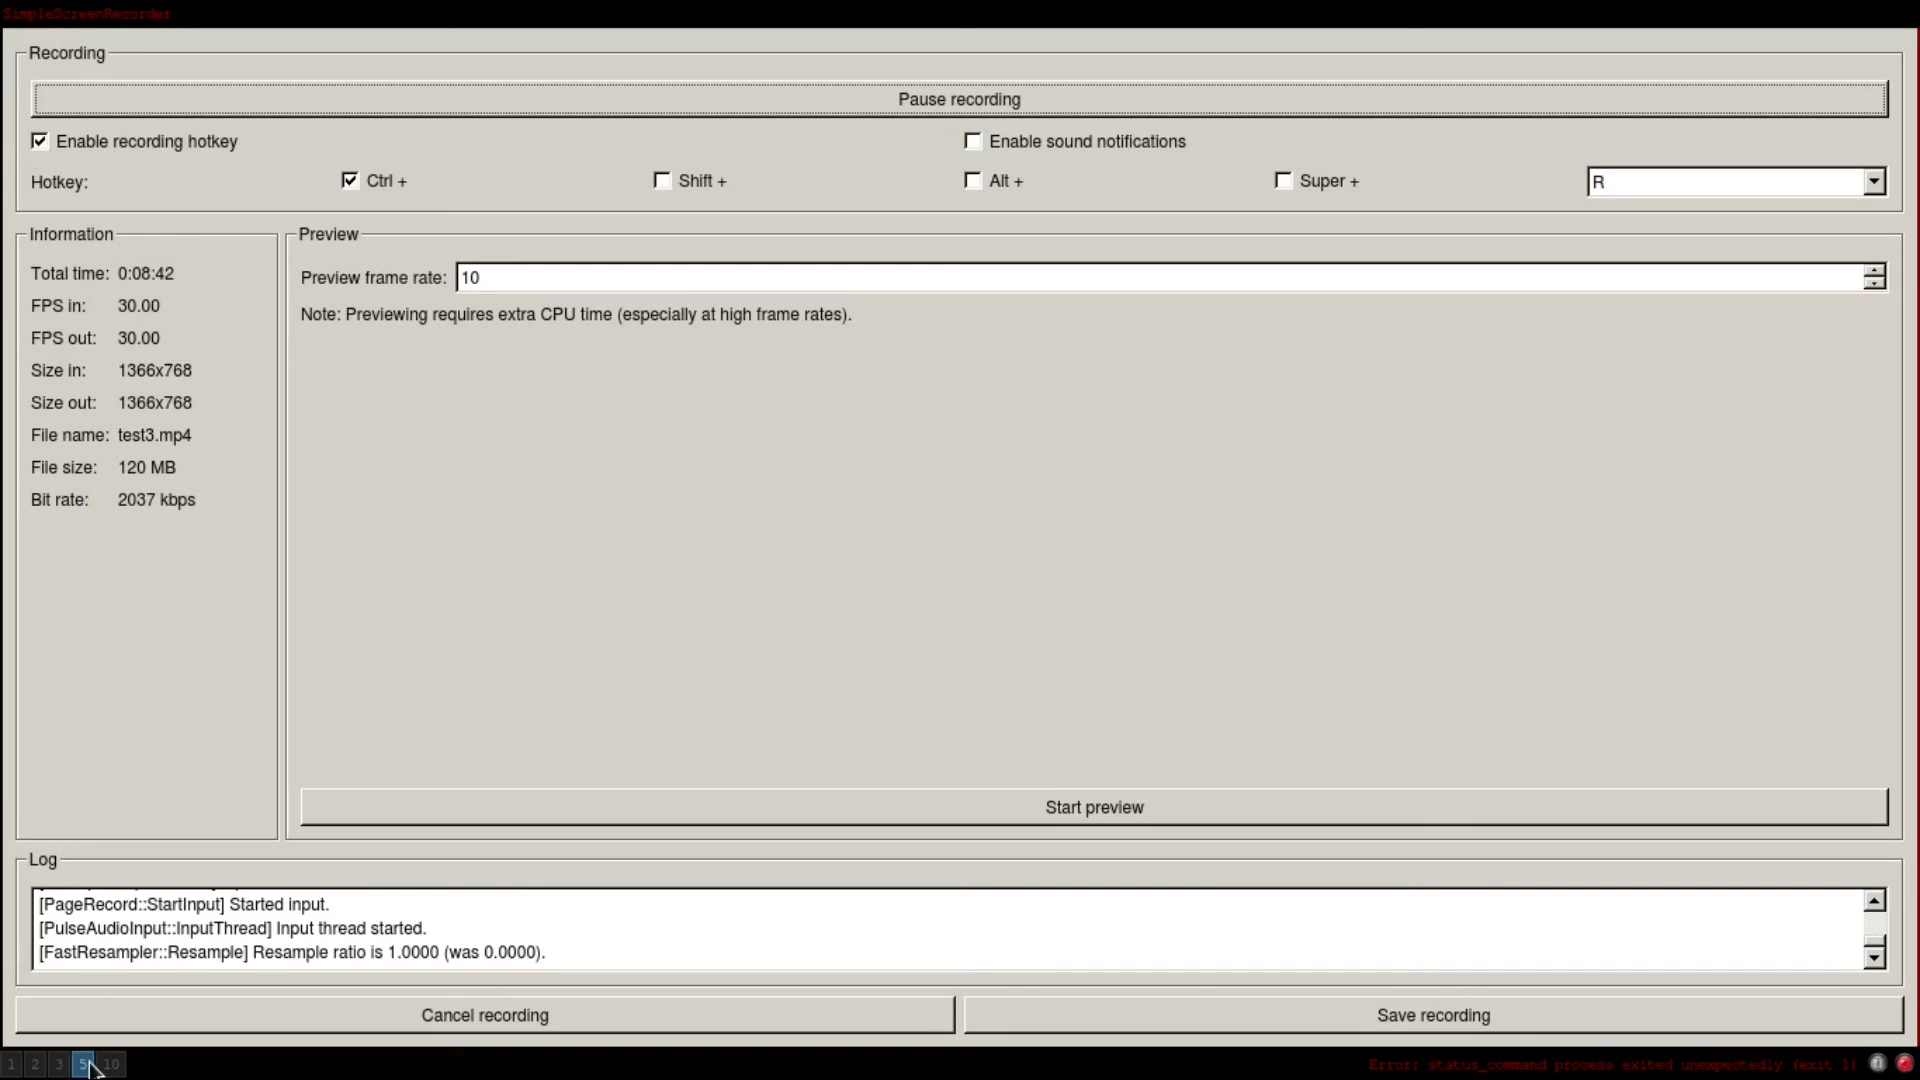 SimpleScreenRecorder
Recording
Pause recording
Enable recording hotkey
Enable sound notifications
Hotkey:
Ctrl +
Shift +
Alt +
Super +
R
Information
Total time: 0:08:42
FPS in: 30.00
FPS out: 30.00
Size in: 1366x768
Size out: 1366x768
File name: test3.mp4
File size: 120 MB
Bit rate: 2037 kbps
Preview
Preview frame rate: 10
Note: Previewing requires extra CPU time (especially at high frame rates).
Start preview
Log
[PageRecord::StartInput] Started input.
[PulseAudioInput::InputThread] Input thread started.
[FastResampler::Resample] Resample ratio is 1.0000 (was 0.0000).
Cancel recording
Save recording
1 2 3 5 10
Error: status_command process exited unexpectedly (exit 1)